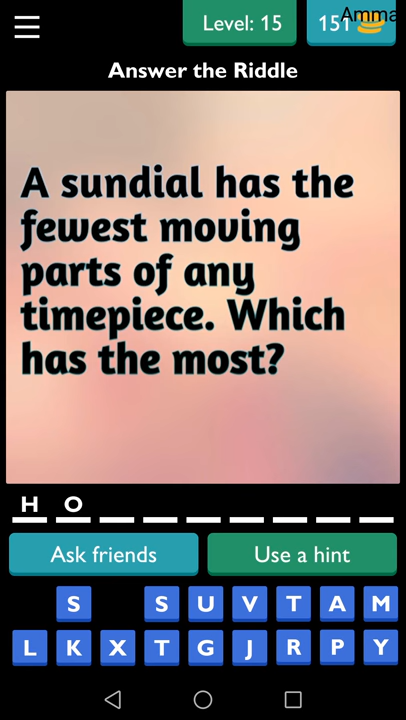 Level: 15
151
Amma
Answer the Riddle
A sundial has the
fewest moving
parts of any
timepiece. Which
has the most?
H O
Ask friends
Use a hint
S S U V T A M
L K X T G J R P Y